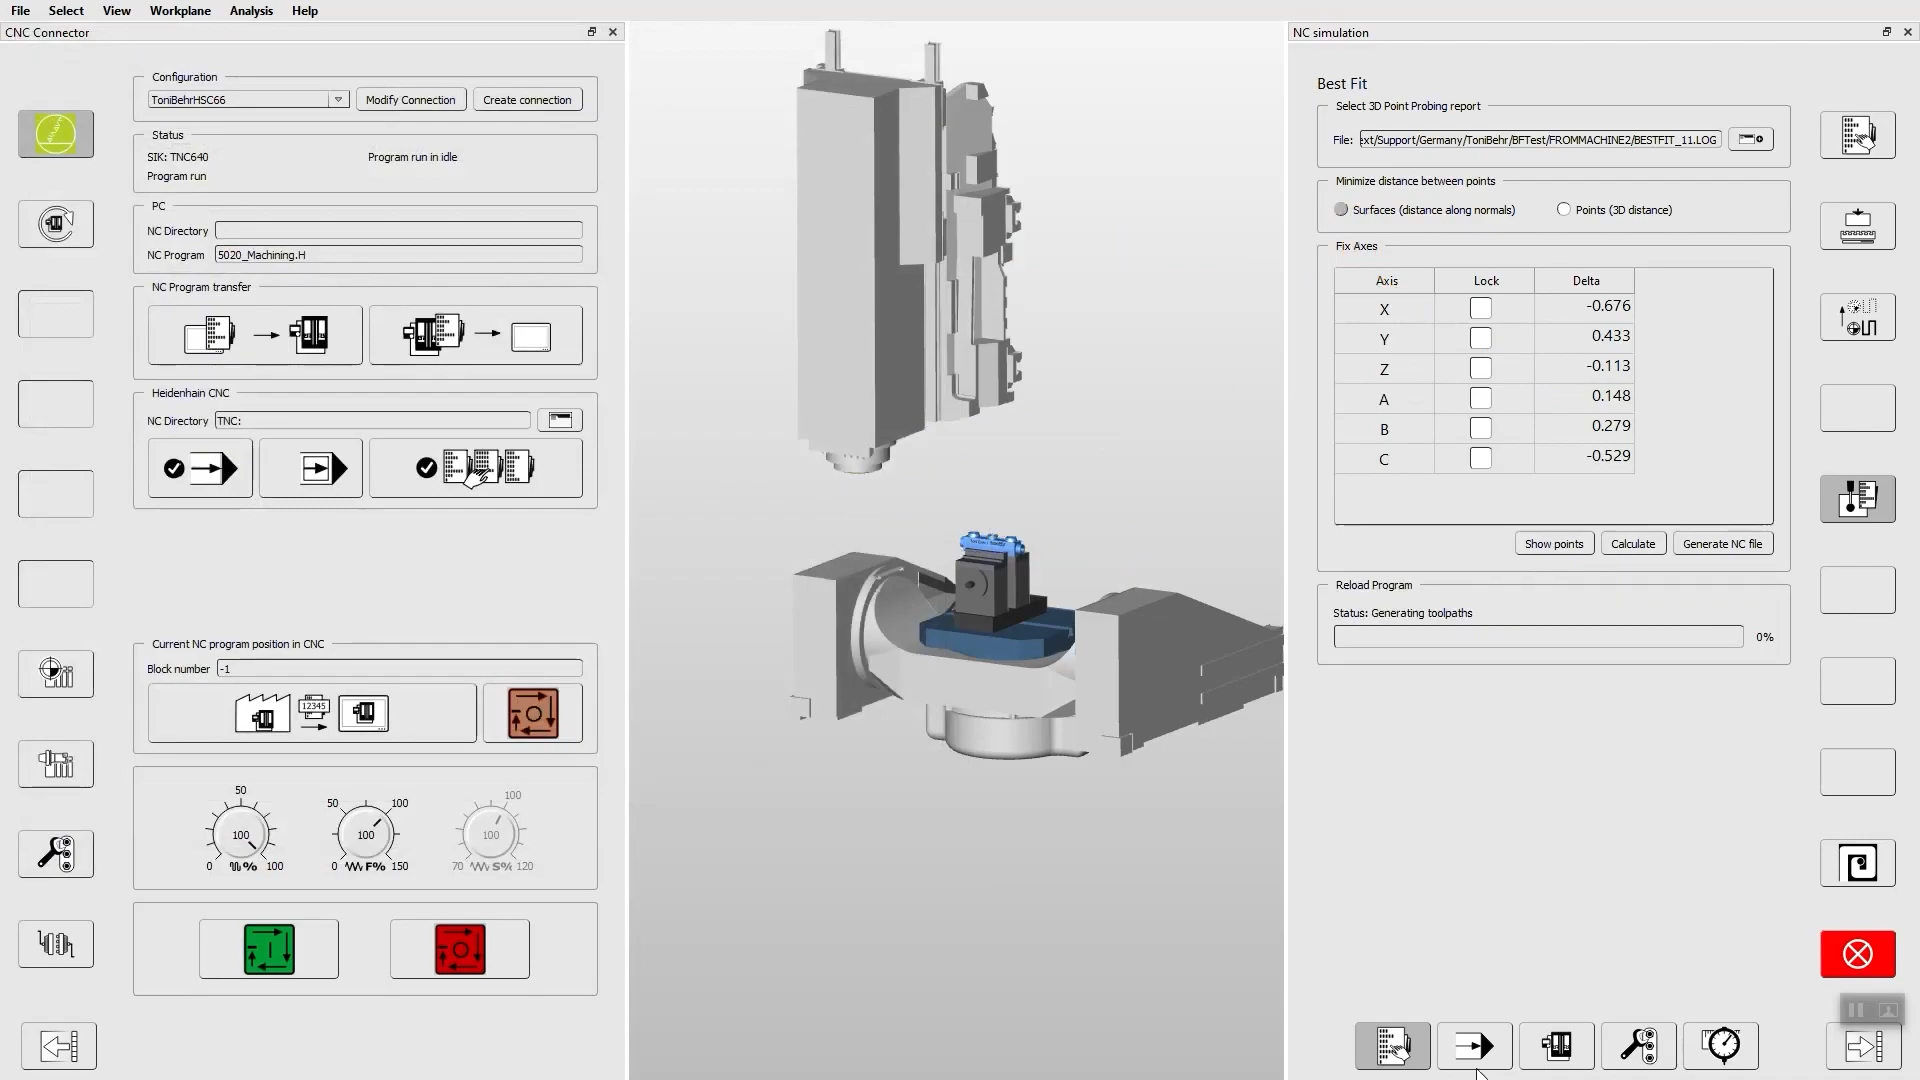 File Select View Workplane Analysis Help
CNC Connector
NC simulation
Configuration
ToniBehrHSC66
Modify Connection
Create connection
Status
SIK: TNC640
Program run in idle
Program run
PC
NC Directory
NC Program 5020_Machining.H
NC Program transfer
Heidenhain CNC
NC Directory TNC:
Current NC program position in CNC
Block number -1
12345
50
100
0 % 100
50 100
100
0 F% 150
100
100
70 S% 120
Best Fit
Select 3D Point Probing report
File: ext/Support/Germany/ToniBehr/BFTest/FROMMACHINE2/BESTFIT_11.LOG
Minimize distance between points
Surfaces (distance along normals)
Points (3D distance)
Fix Axes
Axis Lock Delta
X -0.676
Y 0.433
Z -0.113
A 0.148
B 0.279
C -0.529
Show points
Calculate
Generate NC file
Reload Program
Status: Generating toolpaths
0%